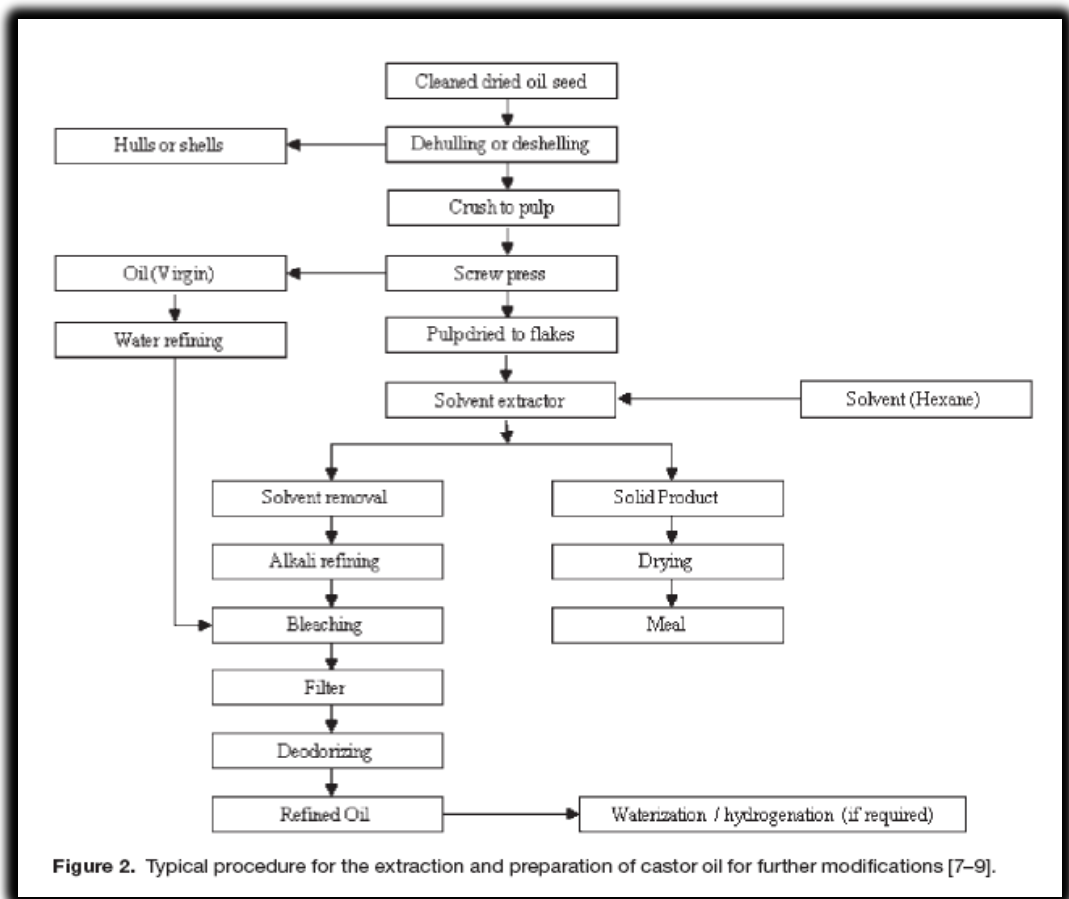 Cleaned dried oil seed
Hulls or shells
Dehulling or deshelling
Crush to pulp
Oil (Virgin)
Screw press
Water refining
Pulpdried to flakes
Solvent extractor
Solvent (Hexane)
Solvent removal
Solid Product
Alkali refining
Drying
Bleaching
Meal
Filter
Deodorizing
Refined Oil
Waterization / hydrogenation (if required)
Figure 2. Typical procedure for the extraction and preparation of castor oil for further modifications [7–9].